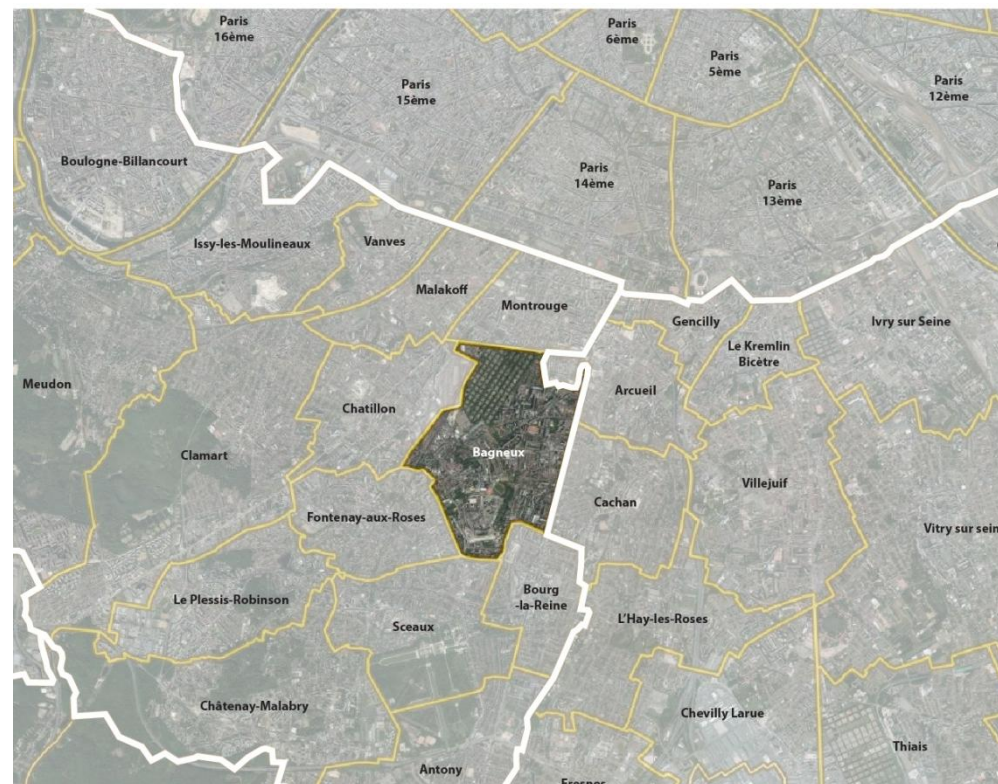 Paris
16ème
Paris
6ème
Paris
5ème
Paris
12ème
Paris
15ème
Boulogne-Billancourt
Paris
14ème
Paris
13ème
Issy-les-Moulineaux
Vanves
Malakoff
Montrouge
Gencilly
Ivry sur Seine
Le Kremlin
Bicètre
Meudon
Chatillon
Arcueil
Clamart
Bagneux
Villejuif
Cachan
Fontenay-aux-Roses
Vitry sur sein
Le Plessis-Robinson
Bourg
-la-Reine
Sceaux
L'Hay-les-Roses
Châtenay-Malabry
Chevilly Larue
Thiais
Antony
Fresnes